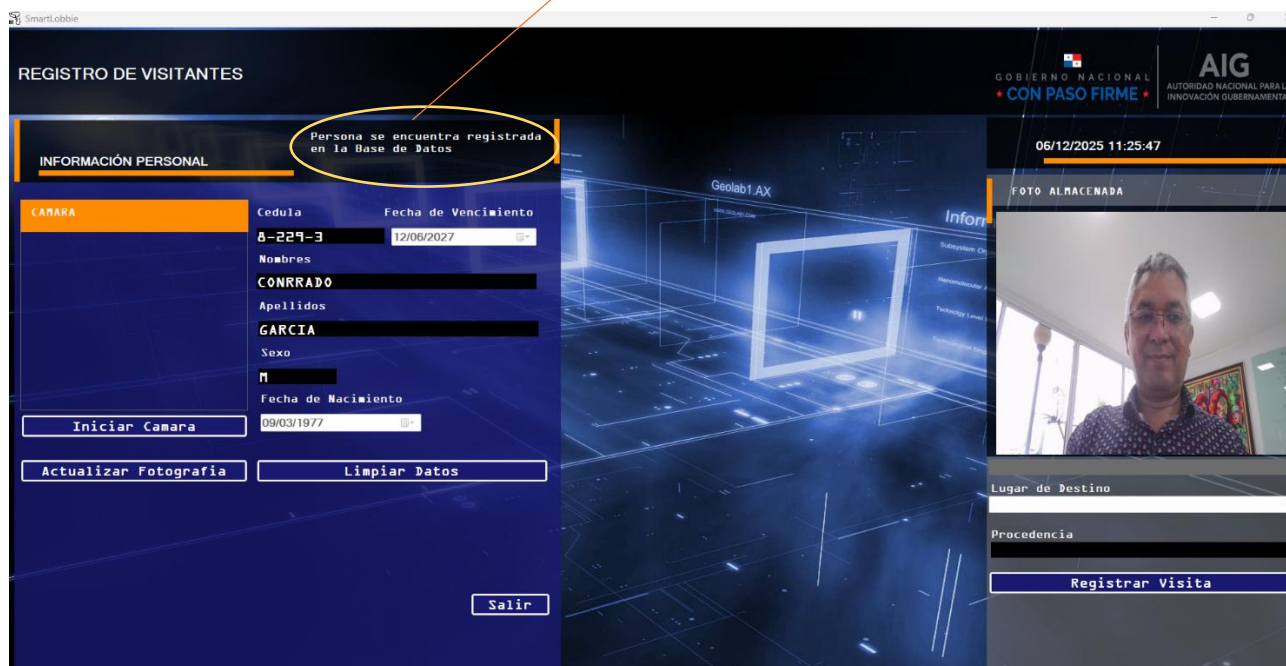 SmartLobbie
REGISTRO DE VISITANTES
GOBIERNO NACIONAL
★ CON PASO FIRME ★
AIG
AUTORIDAD NACIONAL PARA L
INNOVACIÓN GUBERNAMENTA
Persona se encuentra registrada
en la Base de Datos
INFORMACIÓN PERSONAL
06/12/2025 11:25:47
CAMARA
Cedula
Fecha de Vencimiento
8-229-3
12/06/2027
Nombres
CONRRADO
Apellidos
GARCIA
Sexo
M
Fecha de Nacimiento
09/03/1977
Iniciar Camara
Actualizar Fotografia
Limpiar Datos
Salir
Geolab1.AX
Inforr
FOTO ALMACENADA
Lugar de Destino
Procedencia
Registrar Visita